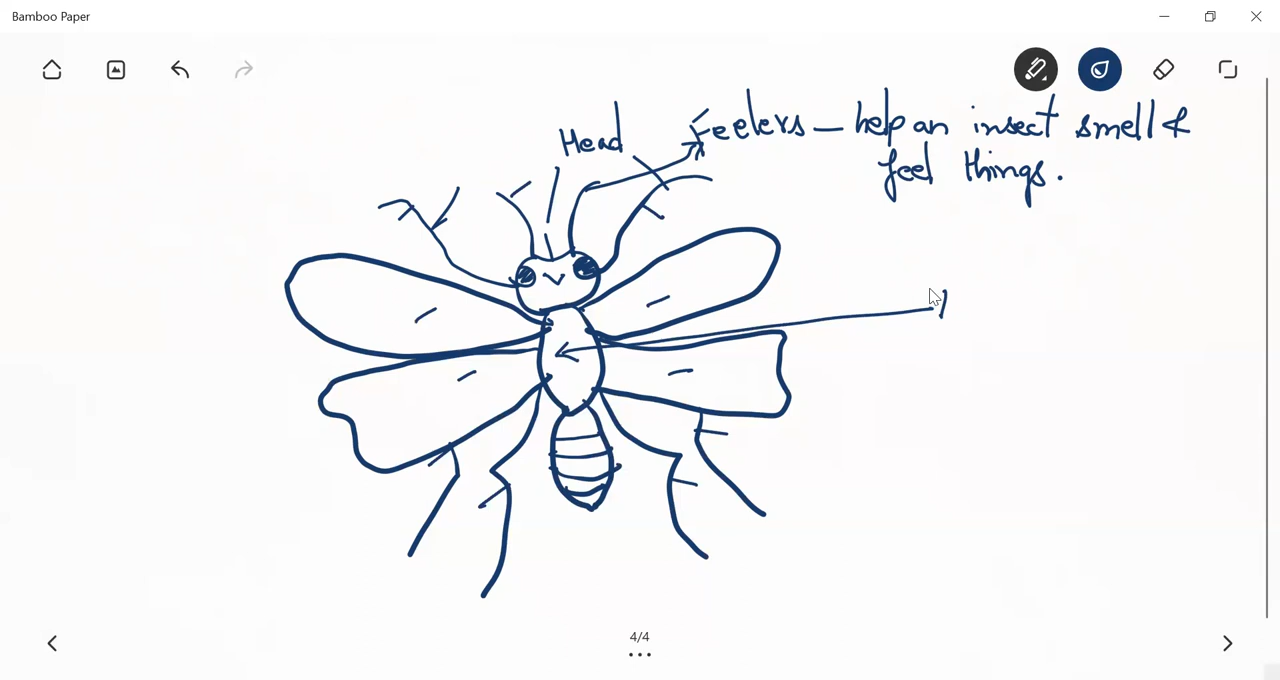 Bamboo Paper
Head
Feelers – help an insect smell &
feel things.
4/4